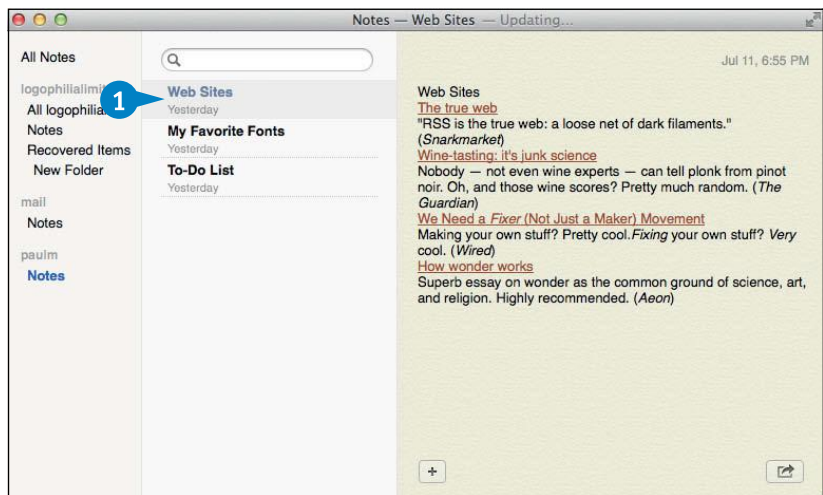 Notes — Web Sites — Updating...
All Notes
logophilialimi
All logophilia
Notes
Recovered Items
New Folder
mail
Notes
paulm
Notes
1
Web Sites
Yesterday
My Favorite Fonts
Yesterday
To-Do List
Yesterday
Jul 11, 6:55 PM
Web Sites
The true web
"RSS is the true web: a loose net of dark filaments."
(Snarkmarket)
Wine-tasting: it's junk science
Nobody — not even wine experts — can tell plonk from pinot
noir. Oh, and those wine scores? Pretty much random. (The
Guardian)
We Need a Fixer (Not Just a Maker) Movement
Making your own stuff? Pretty cool.Fixing your own stuff? Very
cool. (Wired)
How wonder works
Superb essay on wonder as the common ground of science, art,
and religion. Highly recommended. (Aeon)
+